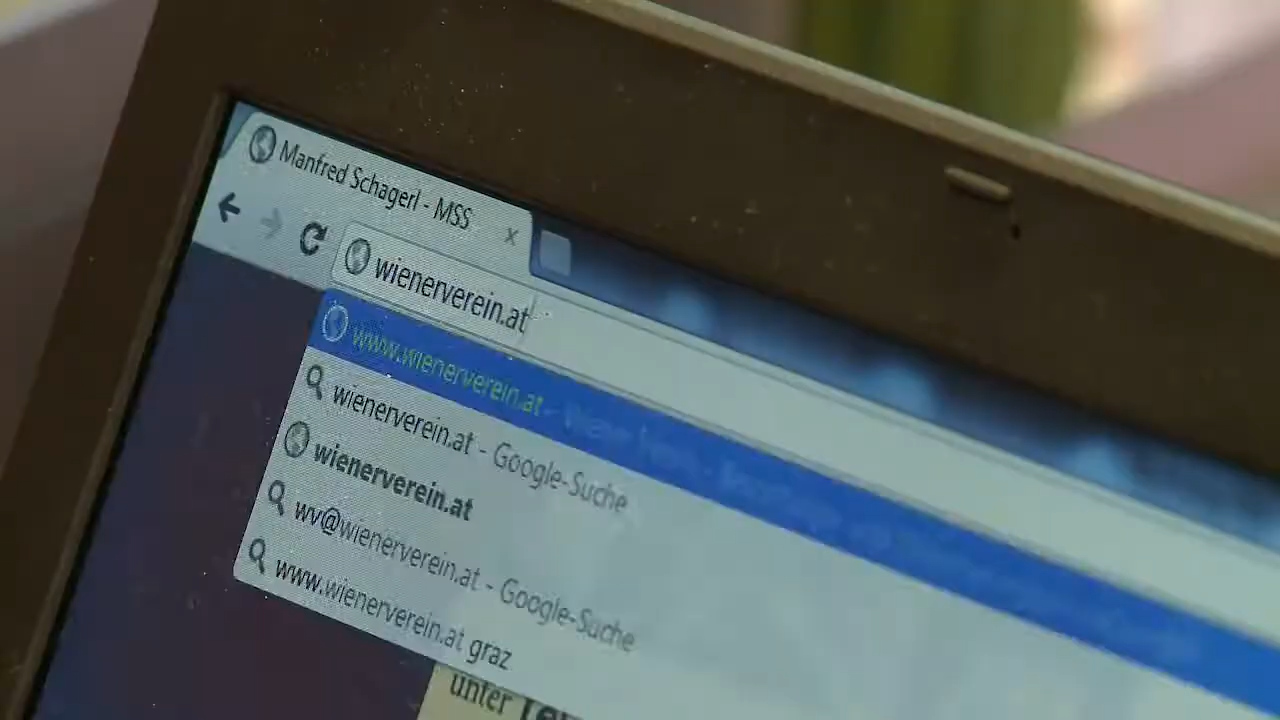 Manfred Schagerl - MSS
wienerverein.at
www.wienerverein.at -
wienerverein.at - Google-Suche
wienerverein.at
wv@wienerverein.at - Google-Suche
www.wienerverein.at graz
unter